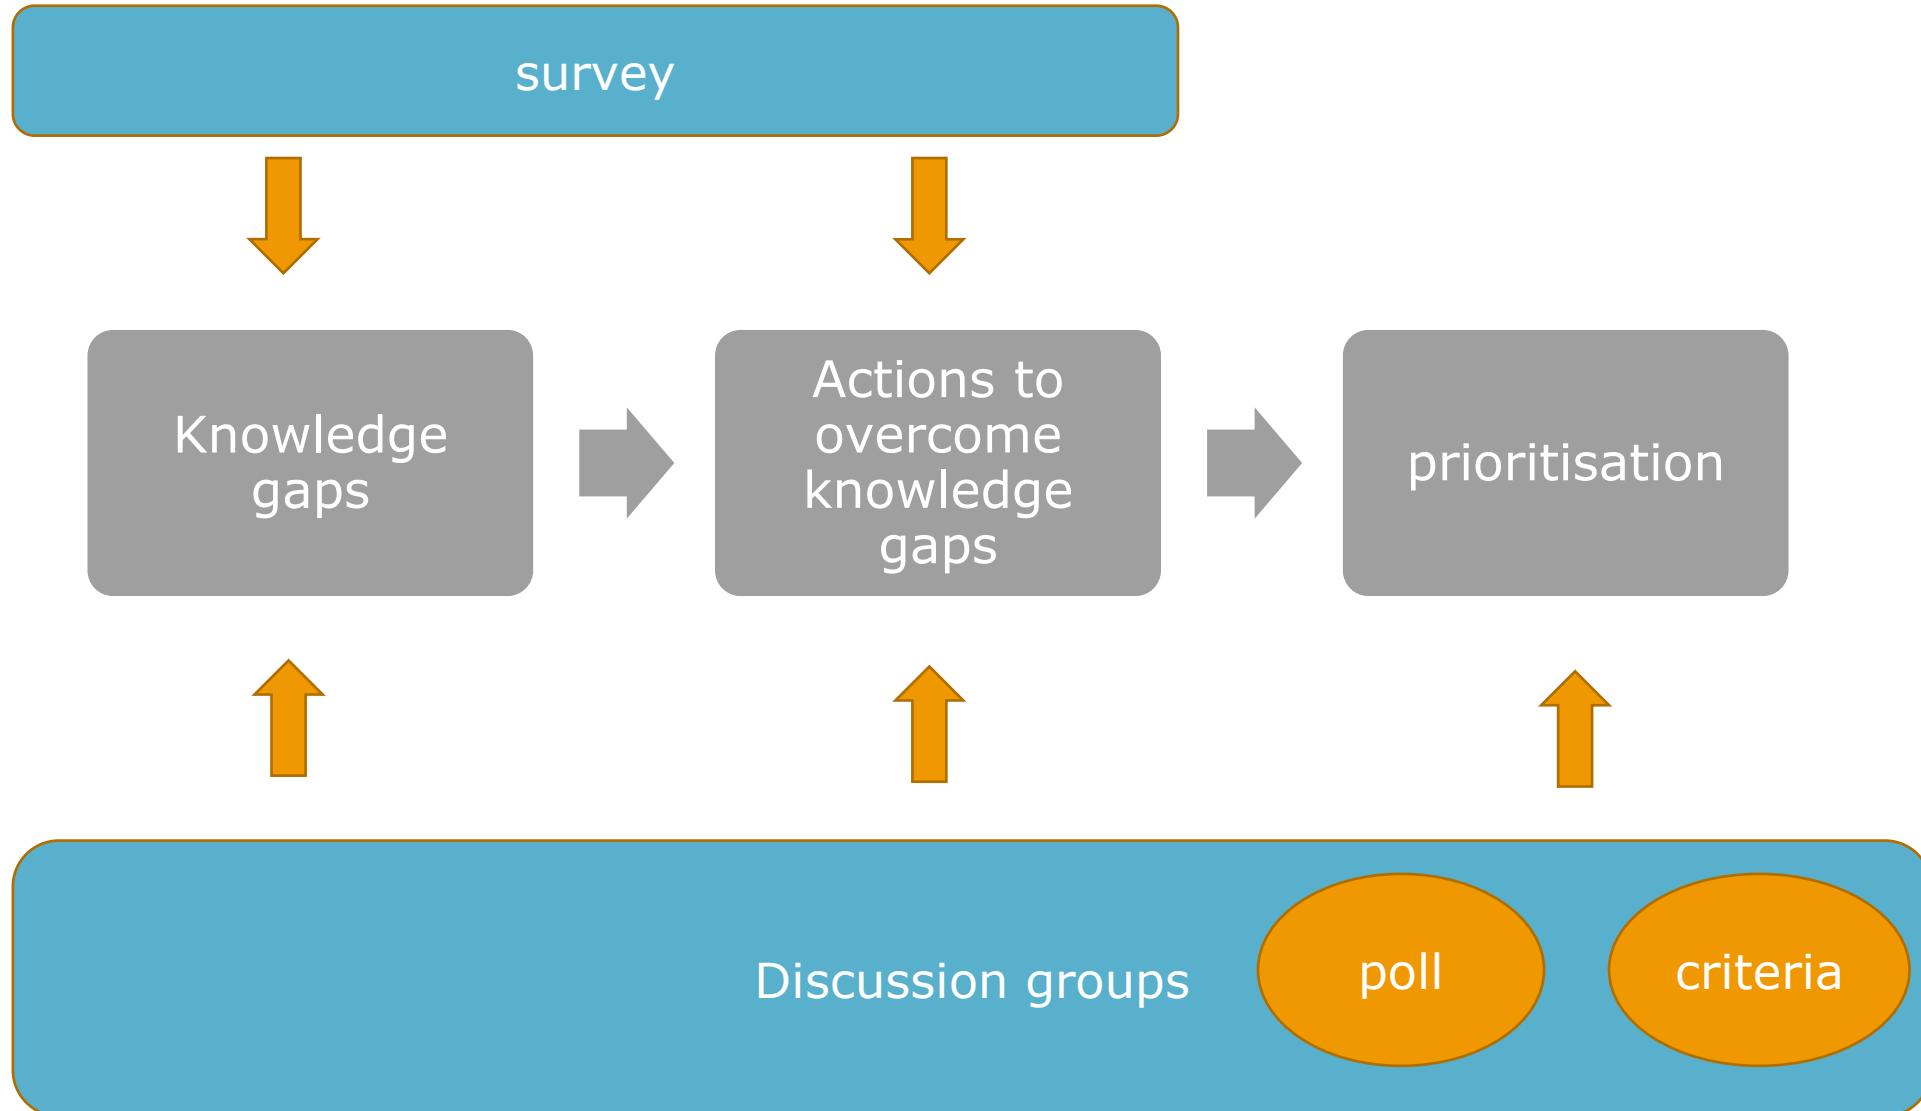 survey
Knowledge
gaps
Actions to
overcome
knowledge
gaps
prioritisation
Discussion groups
poll
criteria